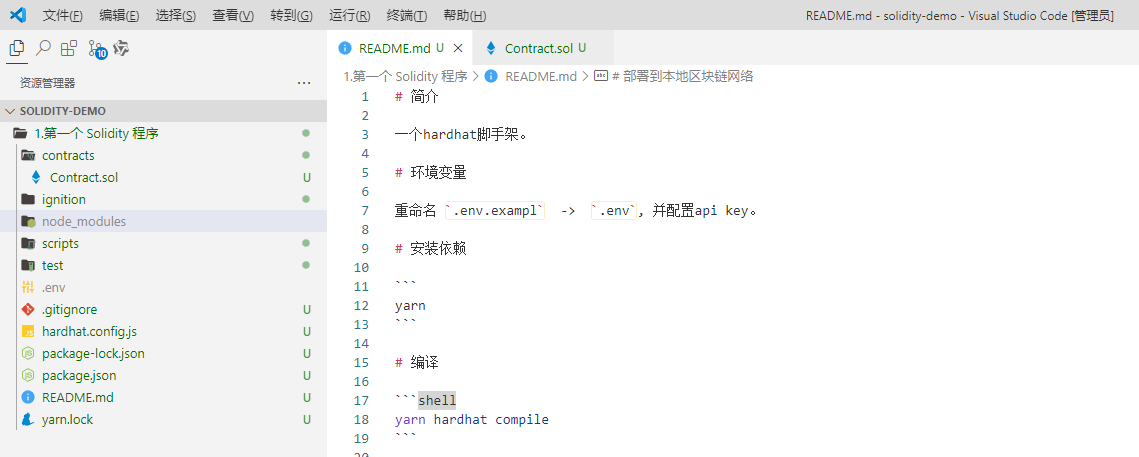 文件(F) 编辑(E) 选择(S) 查看(V) 转到(G) 运行(R) 终端(T) 帮助(H) README.md - solidity-demo - Visual Studio Code [管理员]
10
README.md U Contract.sol U
资源管理器 ...
1.第一个 Solidity 程序 > README.md > # 部署到本地区块链网络
SOLIDITY-DEMO
1.第一个 Solidity 程序
contracts
Contract.sol U
ignition
node_modules
scripts
test
.env
.gitignore U
hardhat.config.js U
package-lock.json U
package.json U
README.md U
yarn.lock U
1 # 简介
2
3 一个hardhat脚手架。
4
5 # 环境变量
6
7 重命名 `.env.exampl` -> `.env`, 并配置api key。
8
9 # 安装依赖
10
11 ```
12 yarn
13 ```
14
15 # 编译
16
17 ```shell
18 yarn hardhat compile
19 ```
20